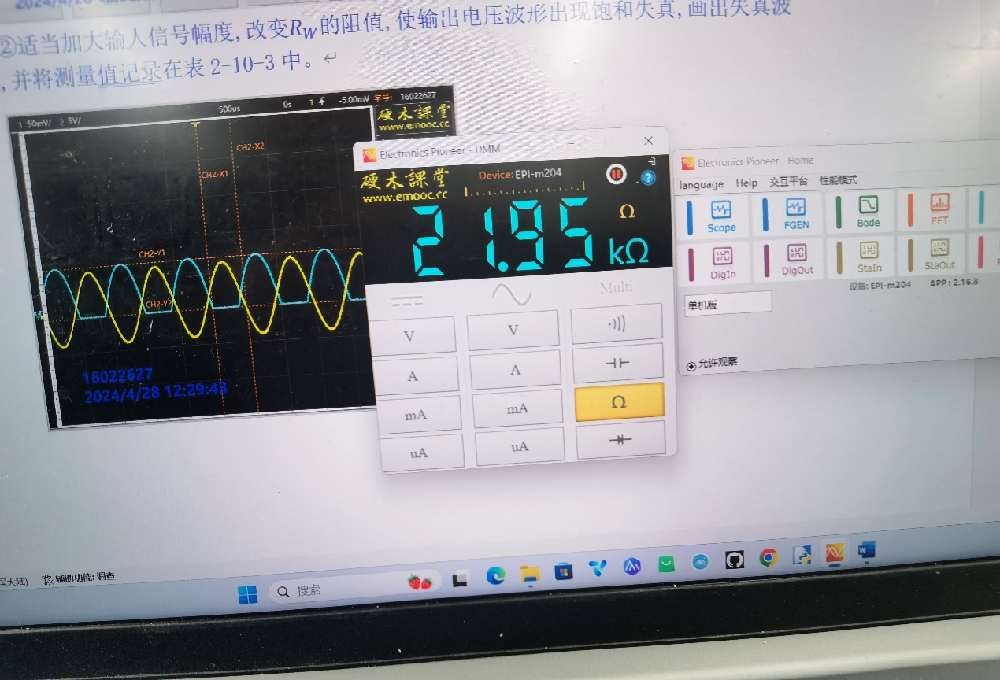 ②适当加大输人信号幅度, 改变RW的阻值, 使输出电压波形出现饱和失真, 画出失真波
, 并将测量值记录在表 2-10-3 中。
1 50mV/ 2 5V/ 500us 0s 1 -5.00mV 学号: 16022627
硬木課堂
www.emooc.cc
CH2-X2
CH2-X1
CH2-Y1
CH2-Y2
16022627
2024/4/28 12:29:43
Electronics Pioneer - DMM
硬木課堂
www.emooc.cc
Device:EPI-m204
?
Ω
21.95 kΩ
Multi
V V
A A
mA mA Ω
uA uA
Electronics Pioneer - Home
language Help 交互平台 性能模式
Scope FGEN Bode FFT
DigIn DigOut StaIn StaOut
设备: EPI-m204 APP : 2.16.8
单机版
允许观察
国大陆) 辅助功能: 调查
搜索